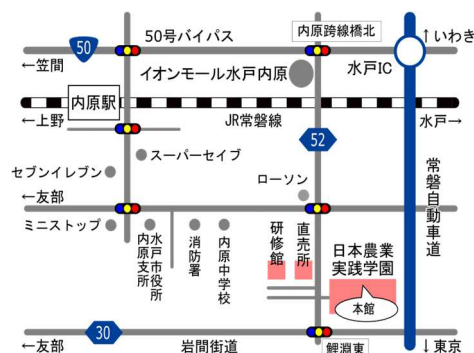 50
50号バイパス
内原跨線橋北
↑いわき
←笠間
イオンモール水戸内原
水戸IC
内原駅
←上野
JR常磐線
水戸→
スーパーセイブ
52
セブンイレブン
ローソン
常磐自動車道
←友部
ミニストップ
水戸市役所
内原支所
消防署
内原中学校
研修館
直売所
日本農業
実践学園
本館
30
←友部
岩間街道
鯉淵東
↓東京